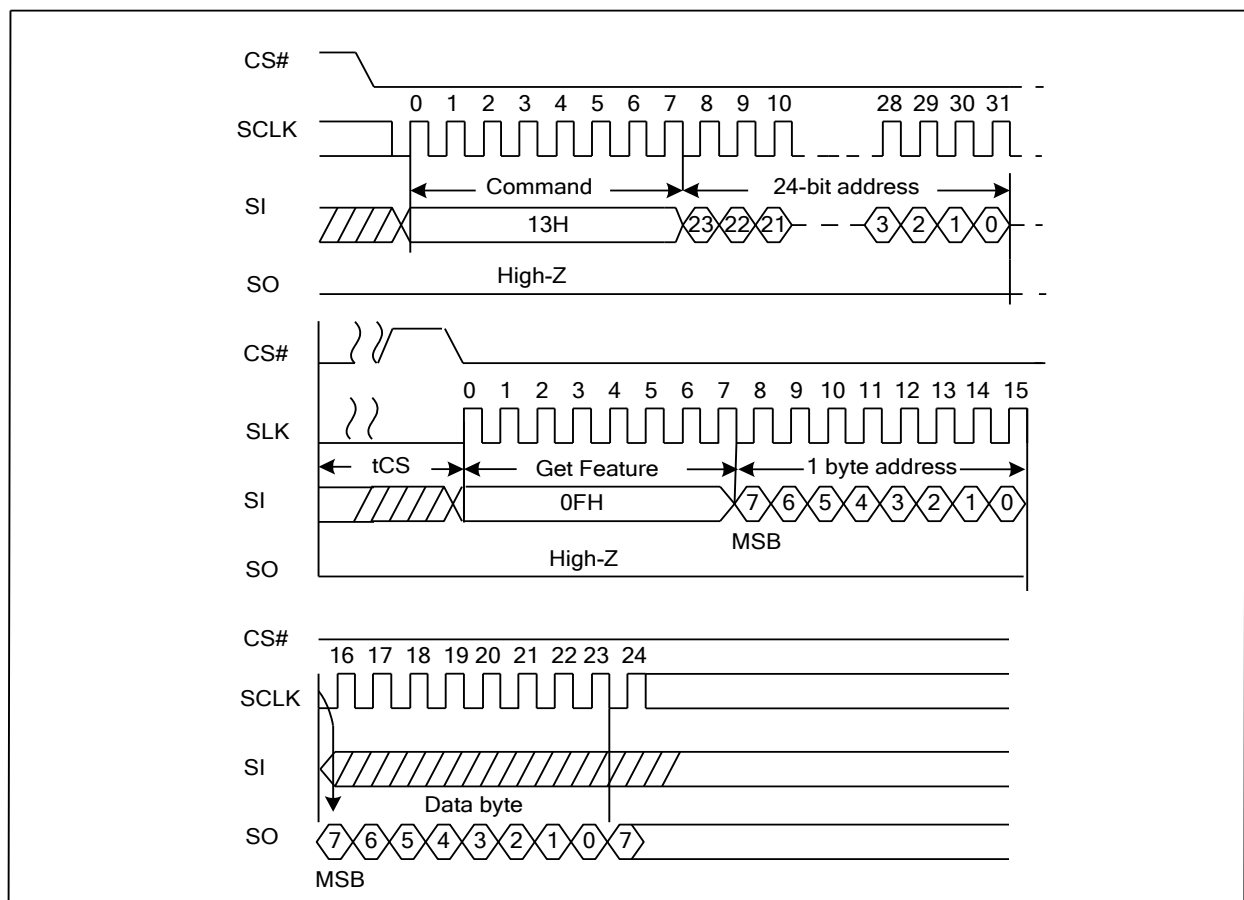 CS#
0 1 2 3 4 5 6 7 8 9 10 28 29 30 31
SCLK
Command 24-bit address
SI
13H 23 22 21 3 2 1 0
High-Z
SO
CS#
0 1 2 3 4 5 6 7 8 9 10 11 12 13 14 15
SLK
tCS Get Feature 1 byte address
SI
0FH 7 6 5 4 3 2 1 0
MSB
High-Z
SO
CS#
16 17 18 19 20 21 22 23 24
SCLK
SI
Data byte
SO 7 6 5 4 3 2 1 0 7
MSB